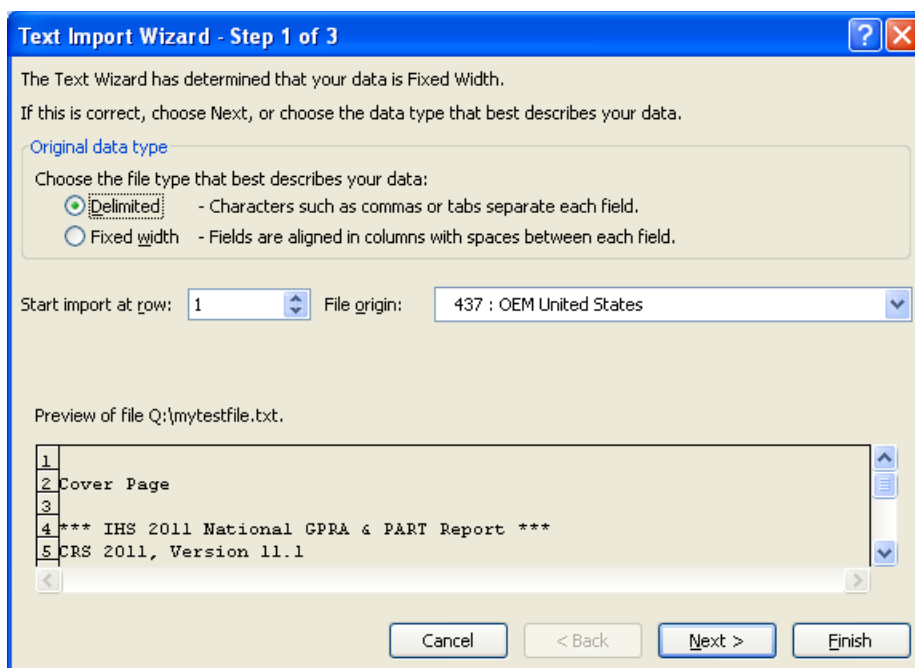 Text Import Wizard - Step 1 of 3
The Text Wizard has determined that your data is Fixed Width.
If this is correct, choose Next, or choose the data type that best describes your data.
Original data type
Choose the file type that best describes your data:
Delimited - Characters such as commas or tabs separate each field.
Fixed width - Fields are aligned in columns with spaces between each field.
Start import at row: 1 File origin: 437 : OEM United States
Preview of file Q:\mytestfile.txt.
1
2 Cover Page
3
4 *** IHS 2011 National GPRA & PART Report ***
5 CRS 2011, Version 11.1
Cancel < Back Next > Finish